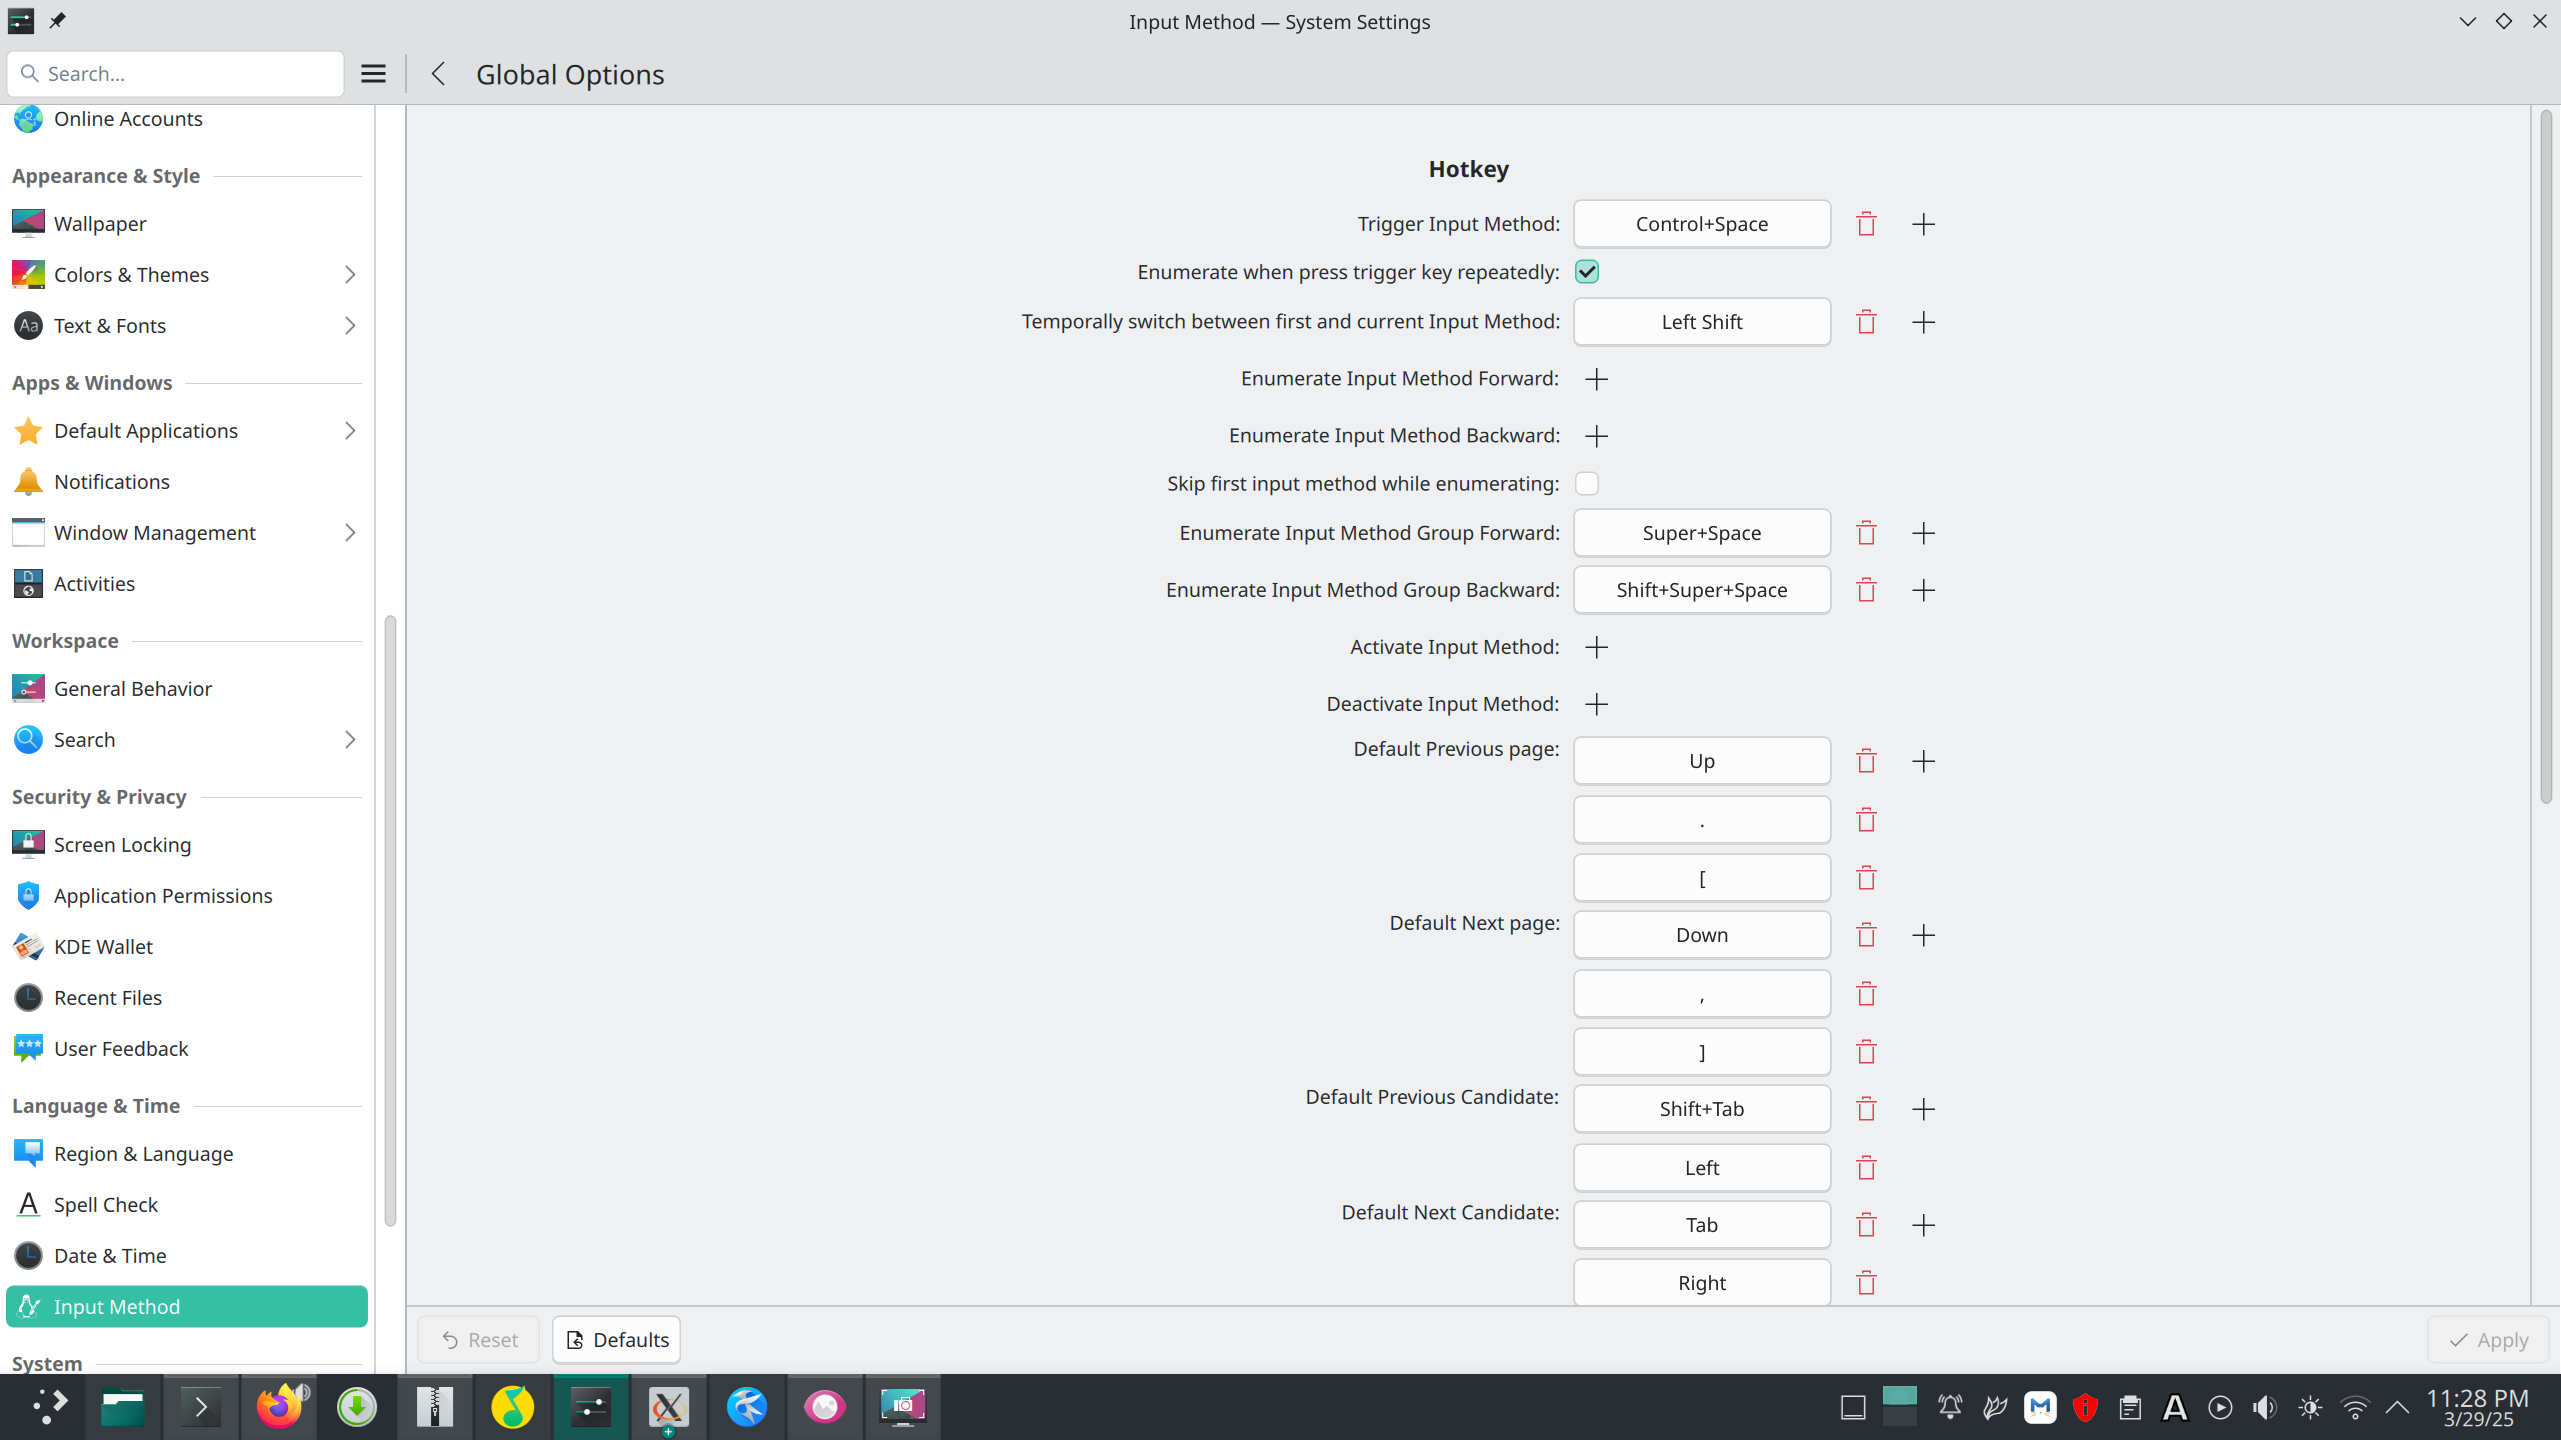 Input Method — System Settings
Search...
Global Options
Online Accounts
Appearance & Style
Wallpaper
Colors & Themes
Text & Fonts
Apps & Windows
Default Applications
Notifications
Window Management
Activities
Workspace
General Behavior
Search
Security & Privacy
Screen Locking
Application Permissions
KDE Wallet
Recent Files
User Feedback
Language & Time
Region & Language
Spell Check
Date & Time
Input Method
System
Hotkey
Trigger Input Method: Control+Space
Enumerate when press trigger key repeatedly:
Temporally switch between first and current Input Method: Left Shift
Enumerate Input Method Forward:
Enumerate Input Method Backward:
Skip first input method while enumerating:
Enumerate Input Method Group Forward: Super+Space
Enumerate Input Method Group Backward: Shift+Super+Space
Activate Input Method:
Deactivate Input Method:
Default Previous page: Up
.
[
Default Next page: Down
,
]
Default Previous Candidate: Shift+Tab
Left
Default Next Candidate: Tab
Right
Reset Defaults Apply
11:28 PM
3/29/25